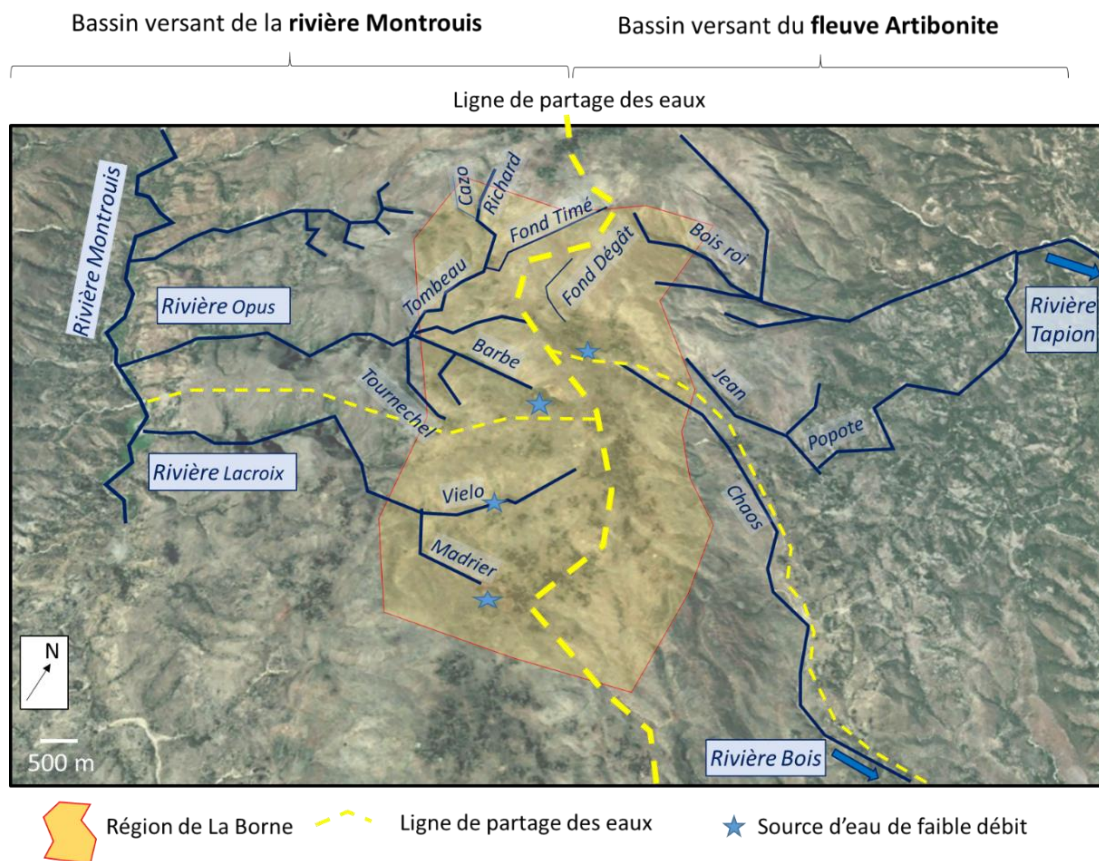 Bassin versant de la rivière Montrouis
Bassin versant du fleuve Artibonite
Ligne de partage des eaux
Rivière Montrouis
Cazo
Richard
Fond Timé
Bois roi
Fond Dégât
Tombeau
Rivière Opus
Rivière
Tapion
Barbe
Jean
Tournechel
Popote
Rivière Lacroix
Vielo
Chaos
Madrier
N
500 m
Rivière Bois
Région de La Borne
Ligne de partage des eaux
Source d'eau de faible débit